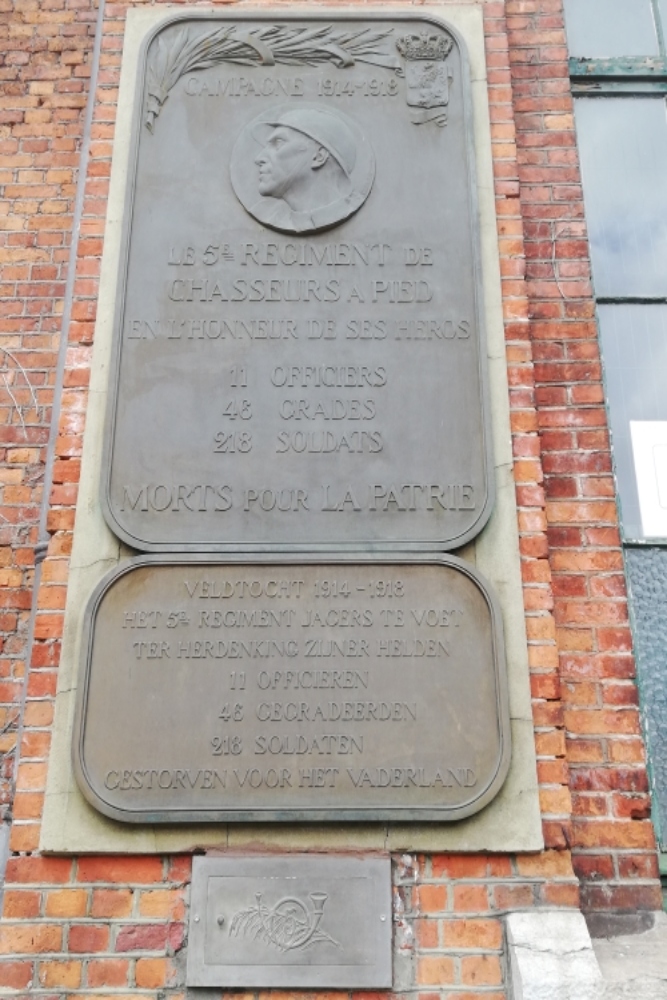 CAMPAGNE 1914-1918
LE 5E REGIMENT DE
CHASSEURS A PIED
EN L'HONNEUR DE SES HEROS
11 OFFICIERS
46 GRADES
218 SOLDATS
MORTS POUR LA PATRIE
VELDTOCHT 1914-1918
HET 5E REGIMENT JAGERS TE VOET
TER HERDENKING ZIJNER HELDEN
11 OFFICIEREN
46 GEGRADEERDEN
218 SOLDATEN
GESTORVEN VOOR HET VADERLAND